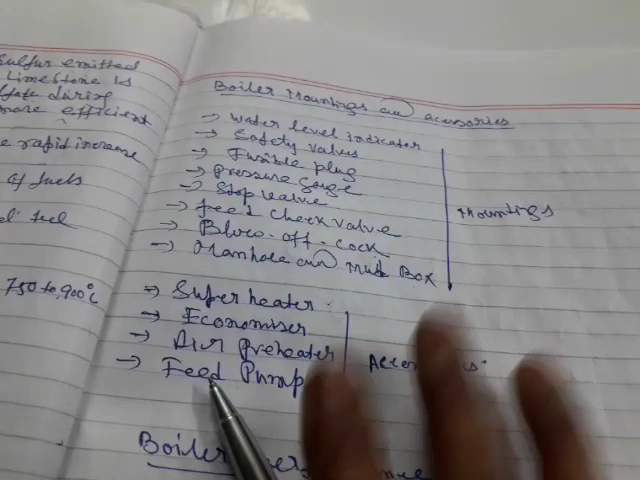 Sulfur emitted
Limestone is
during
more efficient
e rapid increase
of fuels
fuel
750 to 900°C
Boiler Mountings and accessories
→ Water level indicator
→ Safety valves
→ Fusible plug
→ Pressure gauge
→ Stop valve
→ Feed check valve
→ Blow-off-cock
→ Manhole and Mud Box
Mountings
→ Super heater
→ Economiser
→ Air preheater
→ Feed Pump
Boiler